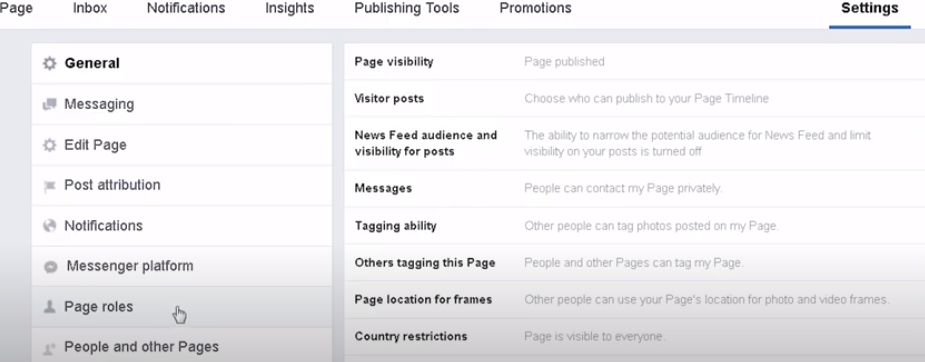 Page Inbox Notifications Insights Publishing Tools Promotions Settings
General
Messaging
Edit Page
Post attribution
Notifications
Messenger platform
Page roles
People and other Pages
Page visibility Page published
Visitor posts Choose who can publish to your Page Timeline
News Feed audience and visibility for posts The ability to narrow the potential audience for News Feed and limit visibility on your posts is turned off
Messages People can contact my Page privately.
Tagging ability Other people can tag photos posted on my Page.
Others tagging this Page People and other Pages can tag my Page.
Page location for frames Other people can use your Page's location for photo and video frames.
Country restrictions Page is visible to everyone.